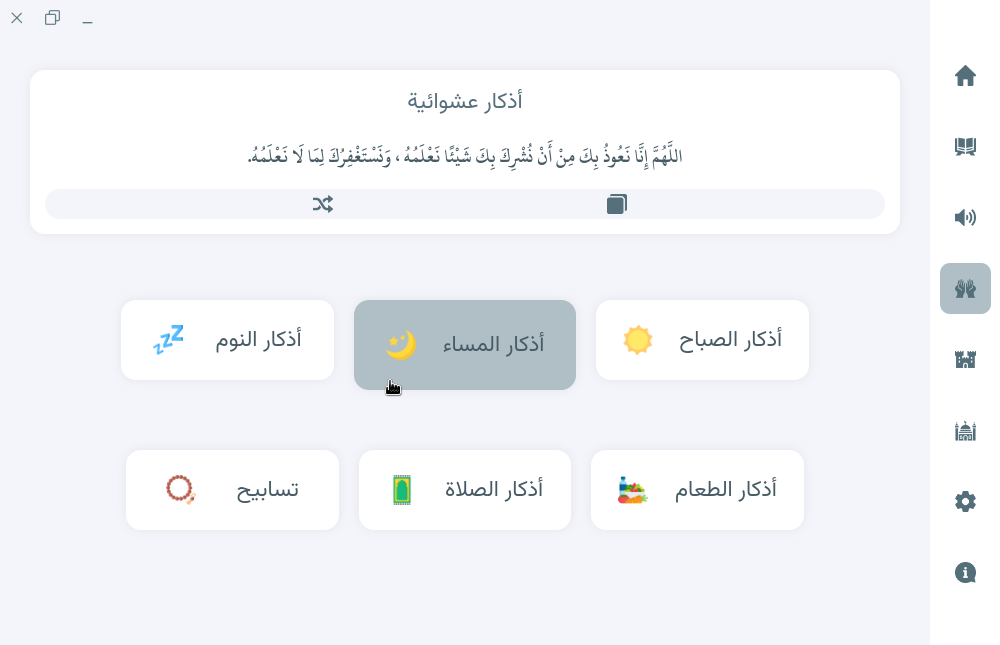 أذكار عشوائية
اللَّهُمَّ إِنَّا نَعُوذُ بِكَ مِنْ أَنْ نُشْرِكَ بِكَ شَيْئًا نَعْلَمُهُ ، وَنَسْتَغْفِرُكَ لِمَا لَا نَعْلَمُهُ.
أذكار الصباح
أذكار المساء
أذكار النوم
أذكار الطعام
أذكار الصلاة
تسابيح